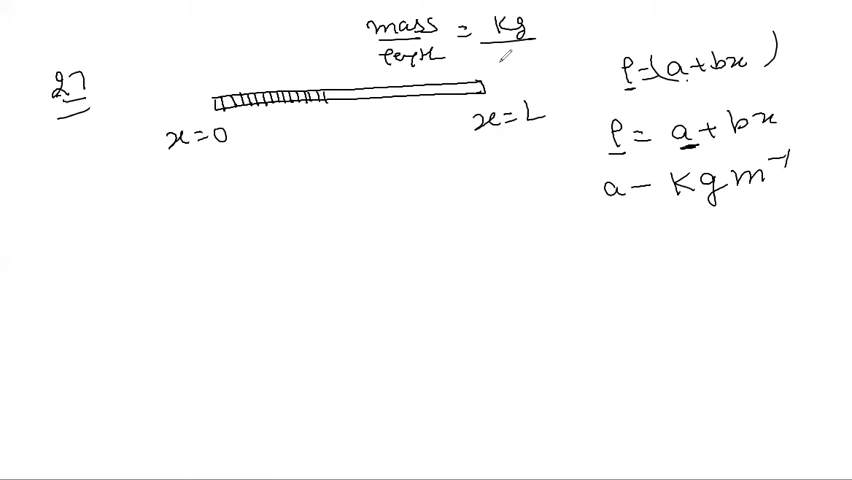 27
mass / length = Kg /
x=0
x=L
ρ=(a+bx)
ρ= a+bx
a- Kgm⁻¹